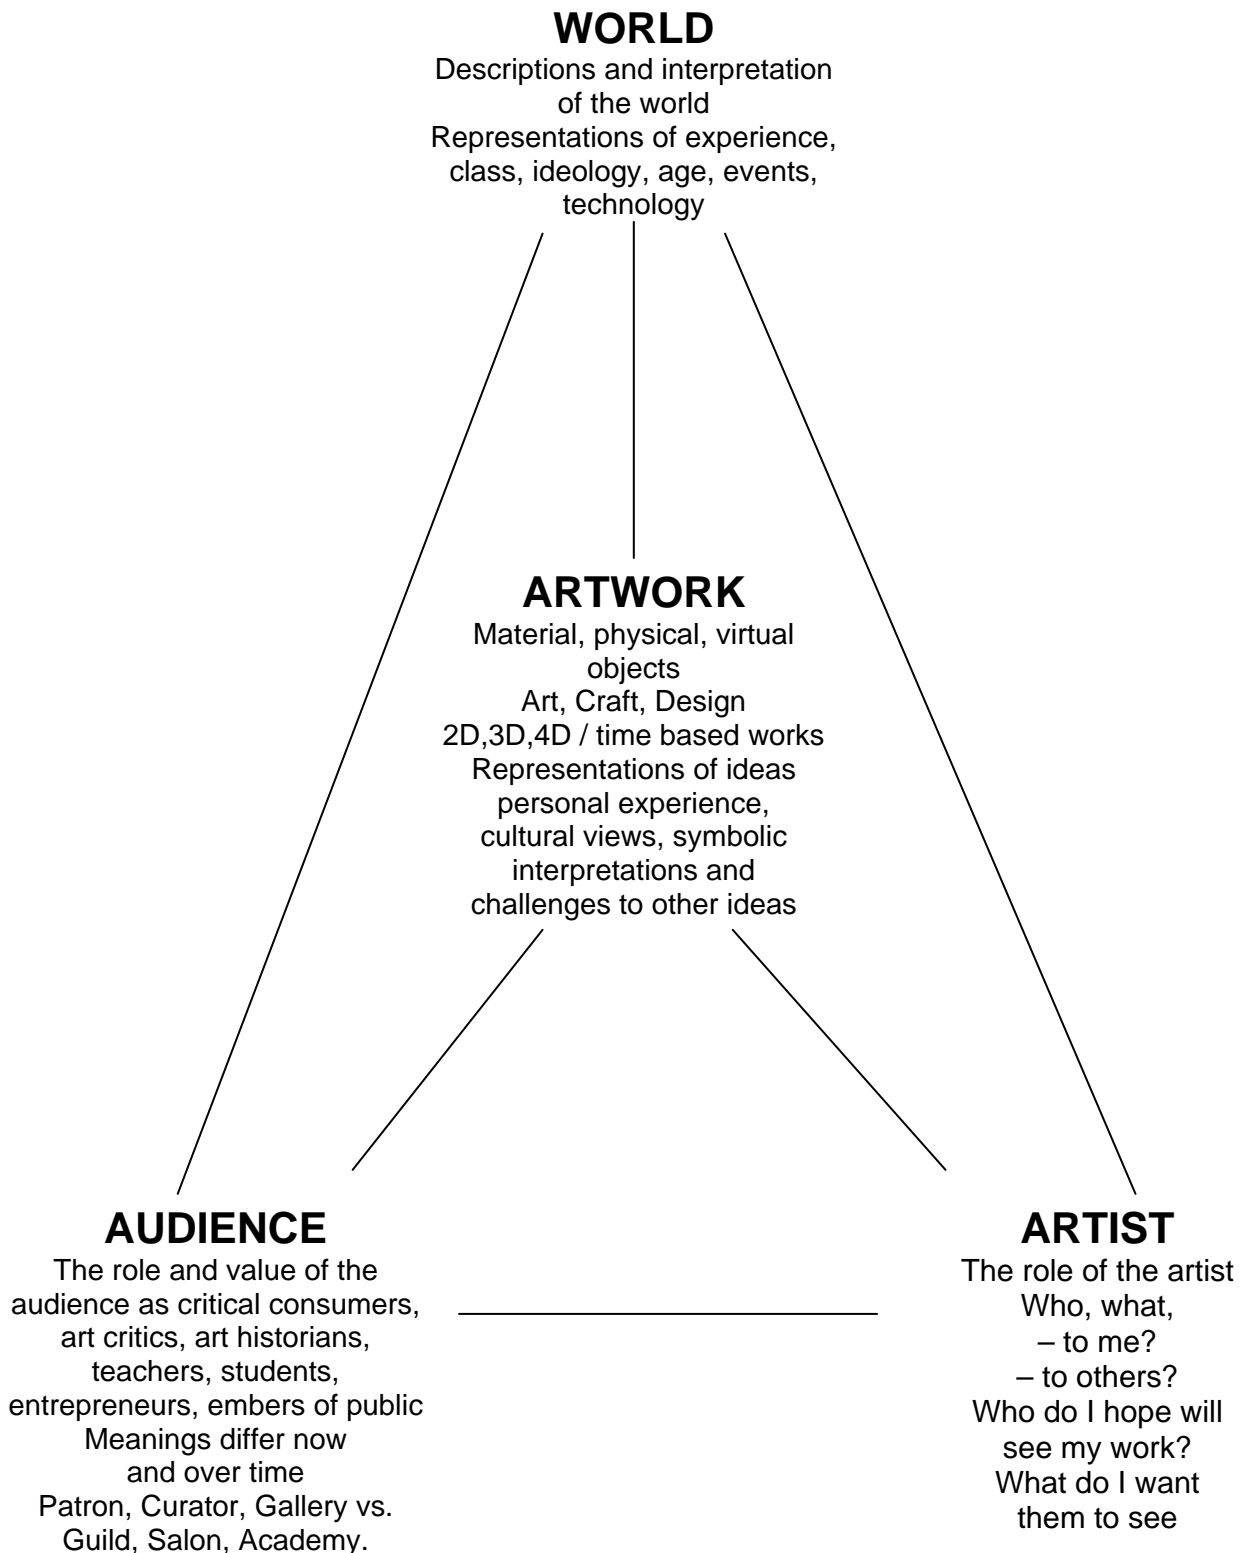 WORLD
Descriptions and interpretation
of the world
Representations of experience,
class, ideology, age, events,
technology
ARTWORK
Material, physical, virtual
objects
Art, Craft, Design
2D,3D,4D / time based works
Representations of ideas
personal experience,
cultural views, symbolic
interpretations and
challenges to other ideas
AUDIENCE
The role and value of the
audience as critical consumers,
art critics, art historians,
teachers, students,
entrepreneurs, embers of public
Meanings differ now
and over time
Patron, Curator, Gallery vs.
Guild, Salon, Academy.
ARTIST
The role of the artist
Who, what,
– to me?
– to others?
Who do I hope will
see my work?
What do I want
them to see